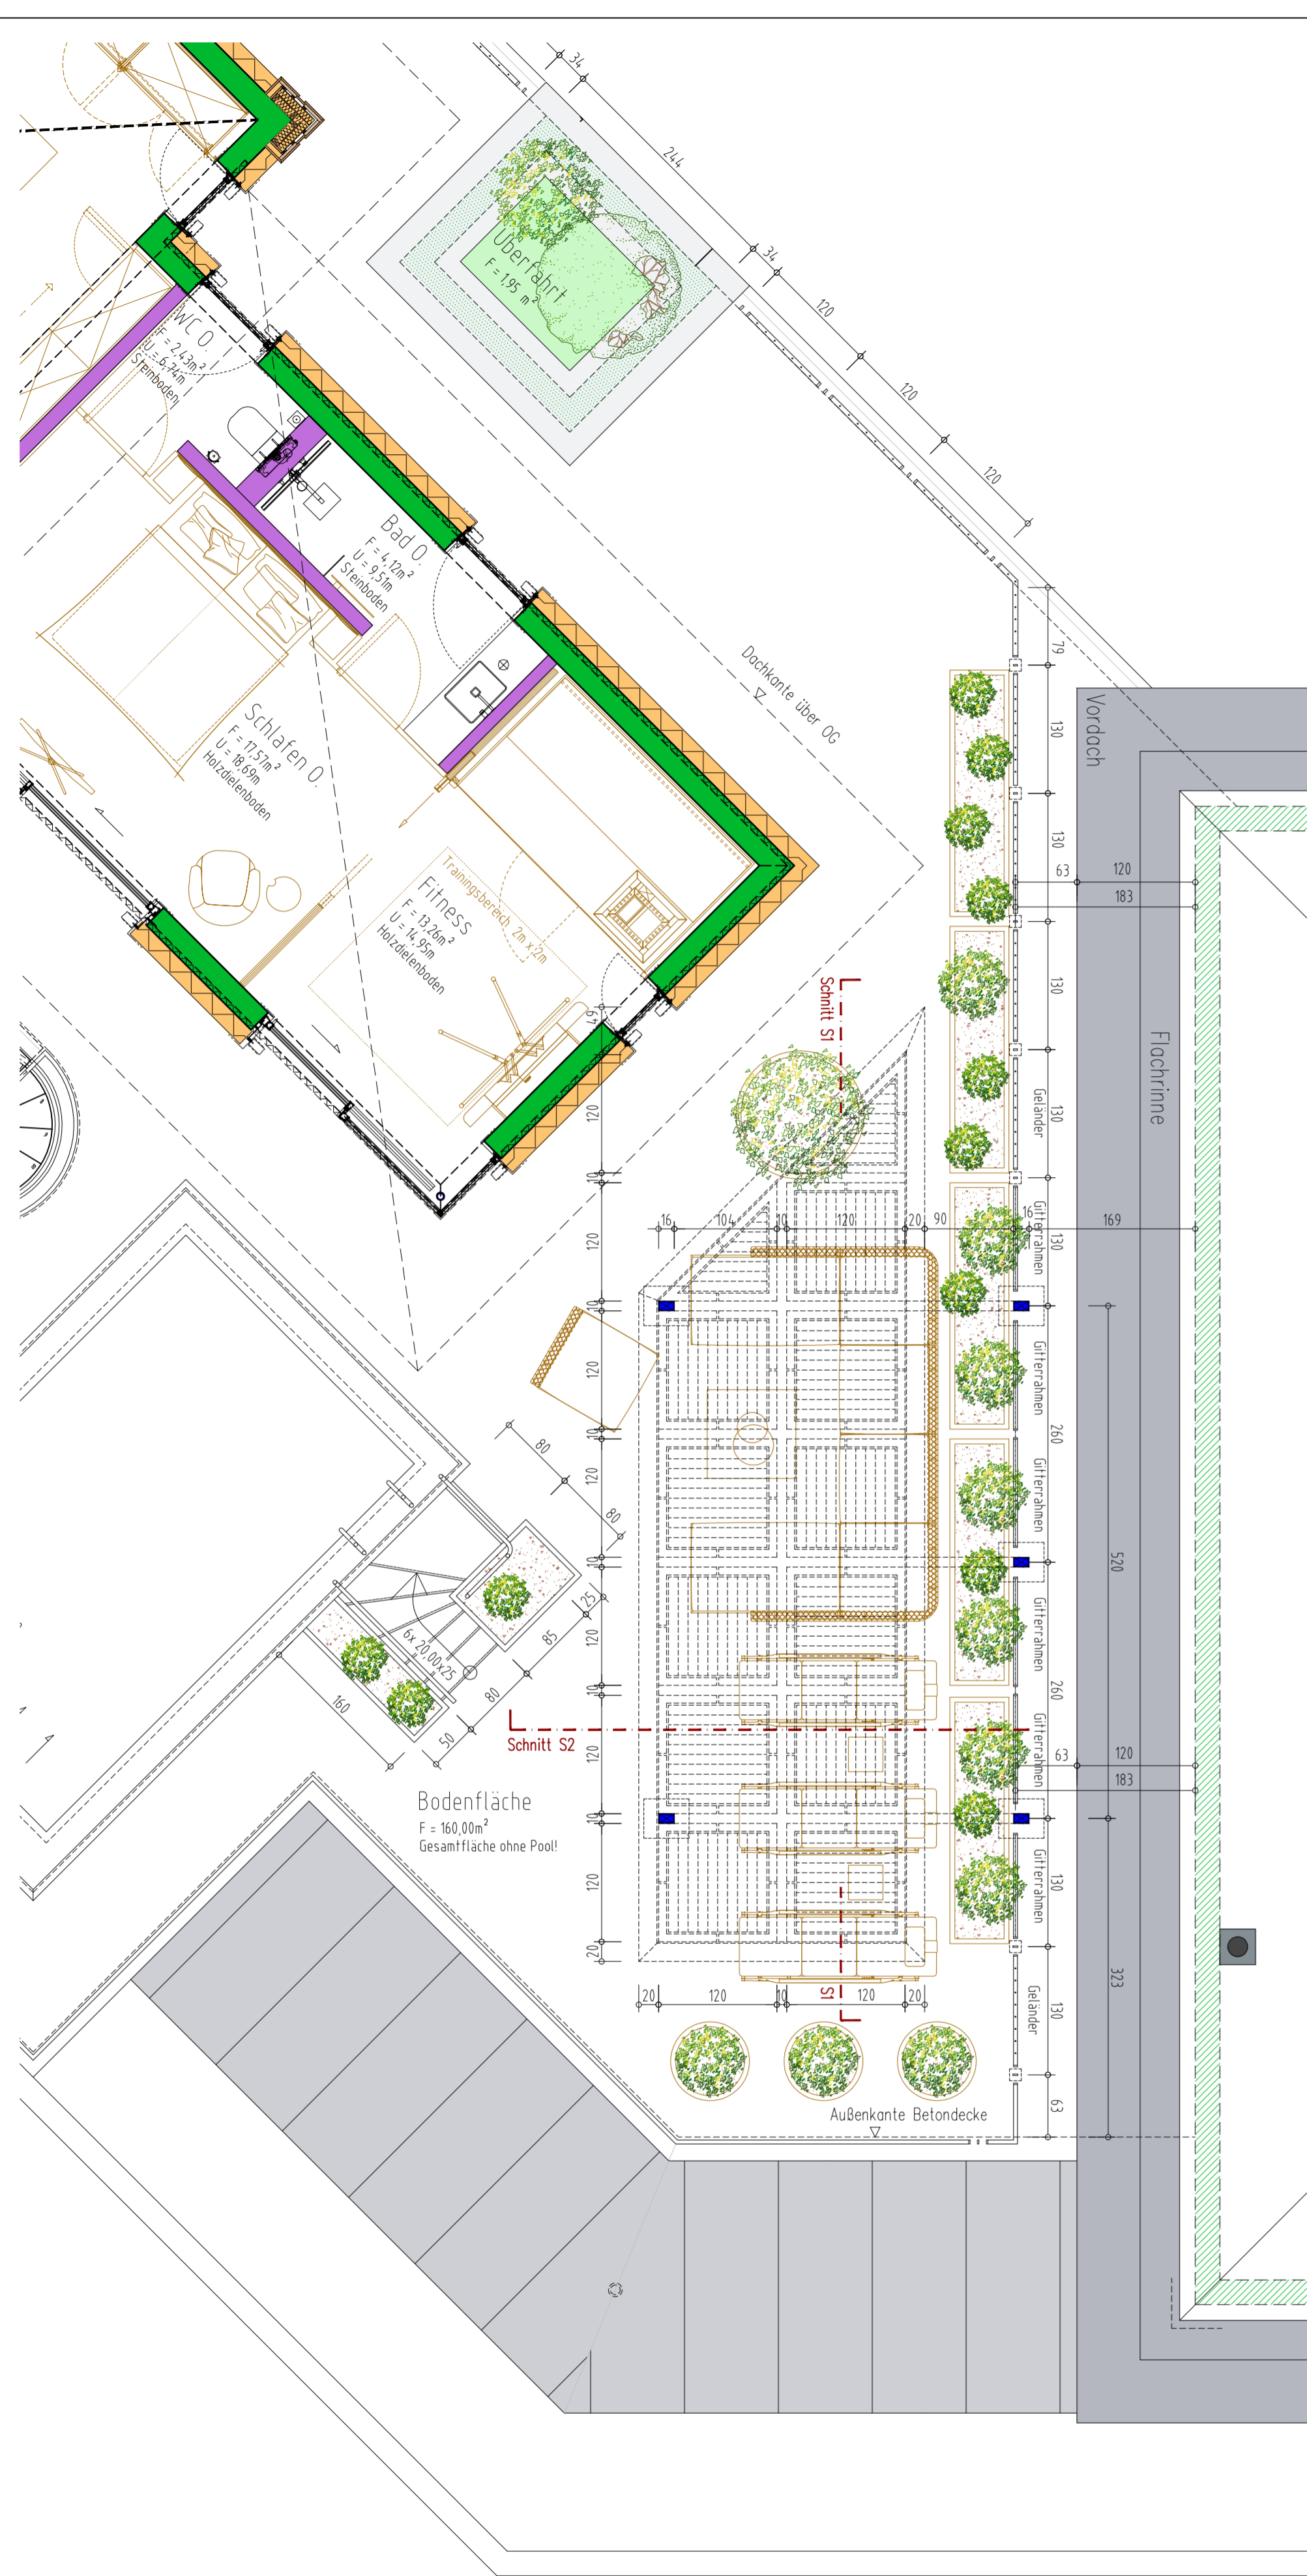 34
244
34
120
120
120
Überfahrt
F = 1,95 m²
WC O.
F = 2,43m²
U = 6,74m
Steinboden
Bad O.
F = 4,12m²
U = 9,51m
Steinboden
Dachkante über OG
Schlafen O.
F = 17,57m²
U = 18,69m
Holzdielenboden
Trainingsbereich 2m x 2m
Fitness
F = 13,26m²
U = 14,95m
Holzdielenboden
79
130
130
63
120
183
130
130
130
Vordach
Flachrinne
Schnitt S1
Geländer
Gitterrahmen
49
120
10
120
10
120
10
120
10
120
10
120
10
120
20
16
104
10
120
20
90
16
169
Gitterrahmen
260
Gitterrahmen
520
Gitterrahmen
260
Gitterrahmen
63
120
183
Gitterrahmen
130
323
Geländer
130
63
80
80
25
85
80
50
160
6x 20,00x25
Schnitt S2
Bodenfläche
F = 160,00m²
Gesamtfläche ohne Pool!
20
120
10
120
20
S1
Außenkante Betondecke